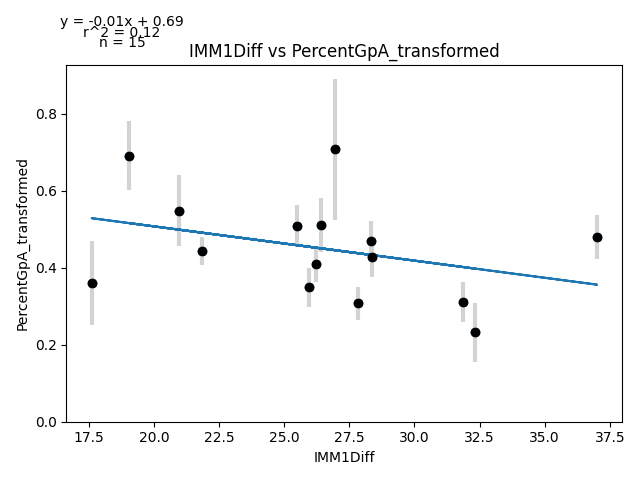 y = -0.01x + 0.69
r^2 = 0.12
n = 15
IMM1Diff vs PercentGpA_transformed
PercentGpA_transformed
0.8
0.6
0.4
0.2
0.0
17.5 20.0 22.5 25.0 27.5 30.0 32.5 35.0 37.5
IMM1Diff